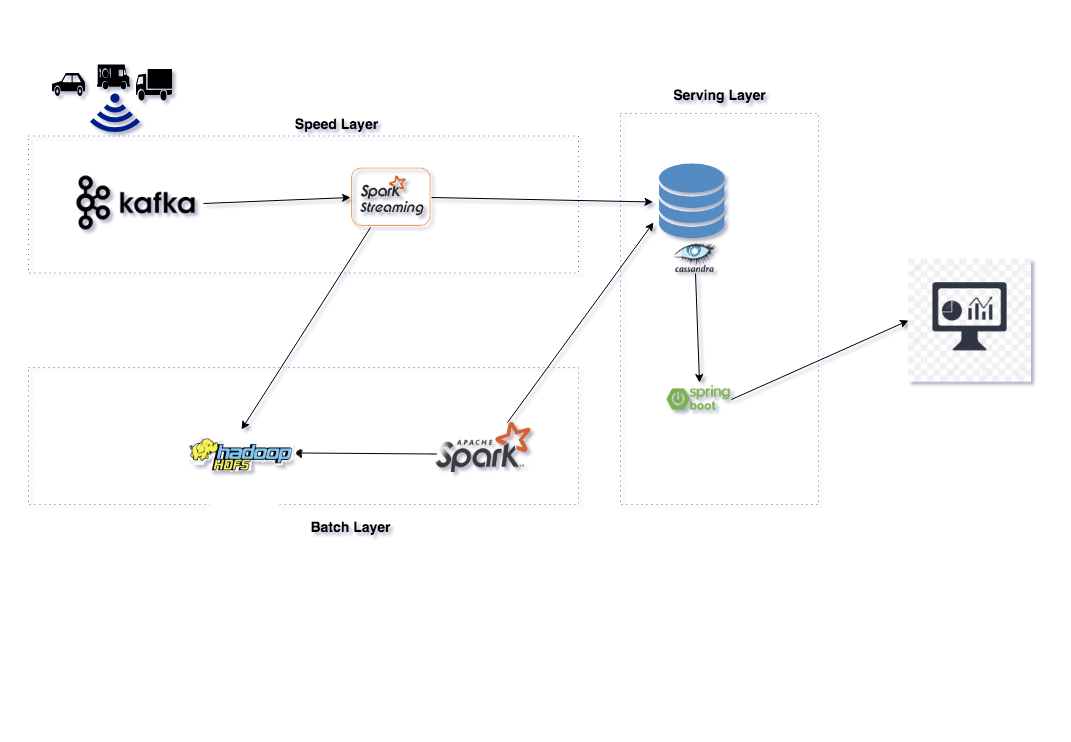 Serving Layer
Speed Layer
kafka
Spark
Streaming
cassandra
spring
boot
hadoop
HDFS
APACHE
Spark
Batch Layer